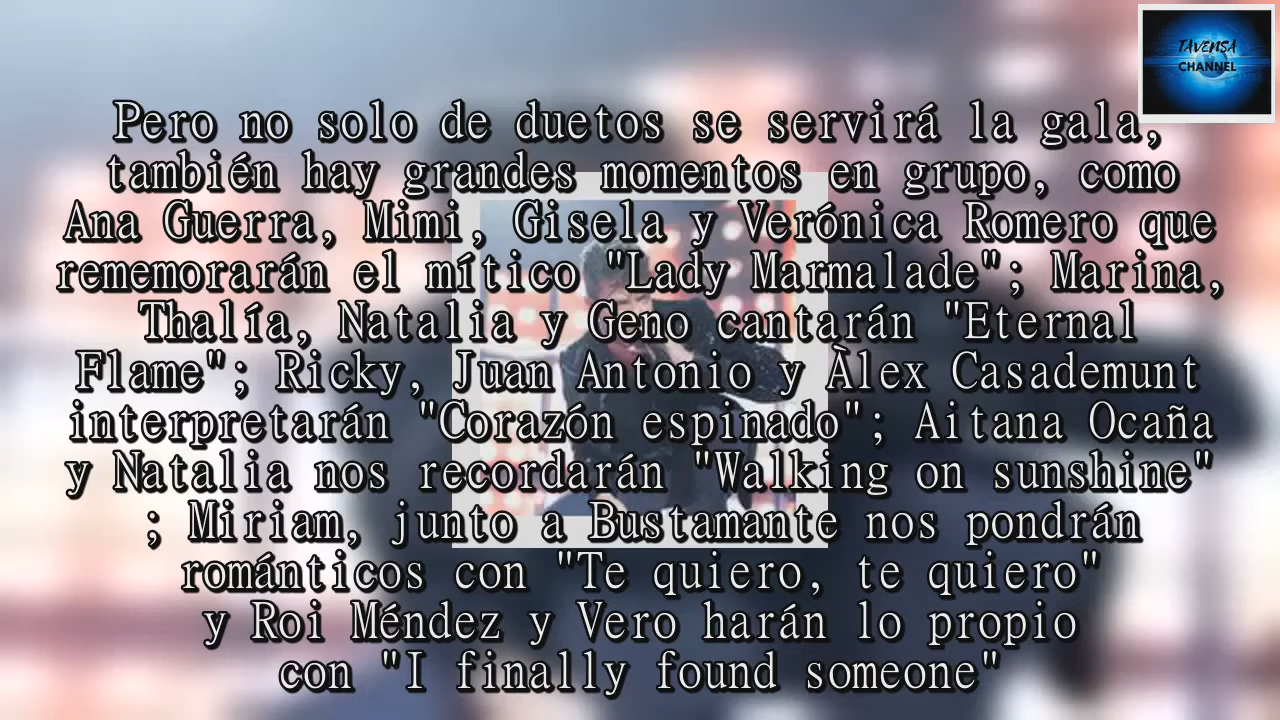 TAVENSA
CHANNEL
Pero no solo de duetos se servirá la gala,
también hay grandes momentos en grupo, como
Ana Guerra, Mimi, Gisela y Verónica Romero que
rememorarán el mítico "Lady Marmalade"; Marina,
Thalía, Natalia y Geno cantarán "Eternal
Flame"; Ricky, Juan Antonio y Àlex Casademunt
interpretarán "Corazón espinado"; Aitana Ocaña
y Natalia nos recordarán "Walking on sunshine"
; Miriam, junto a Bustamante nos pondrán
románticos con "Te quiero, te quiero"
y Roi Méndez y Vero harán lo propio
con "I finally found someone"